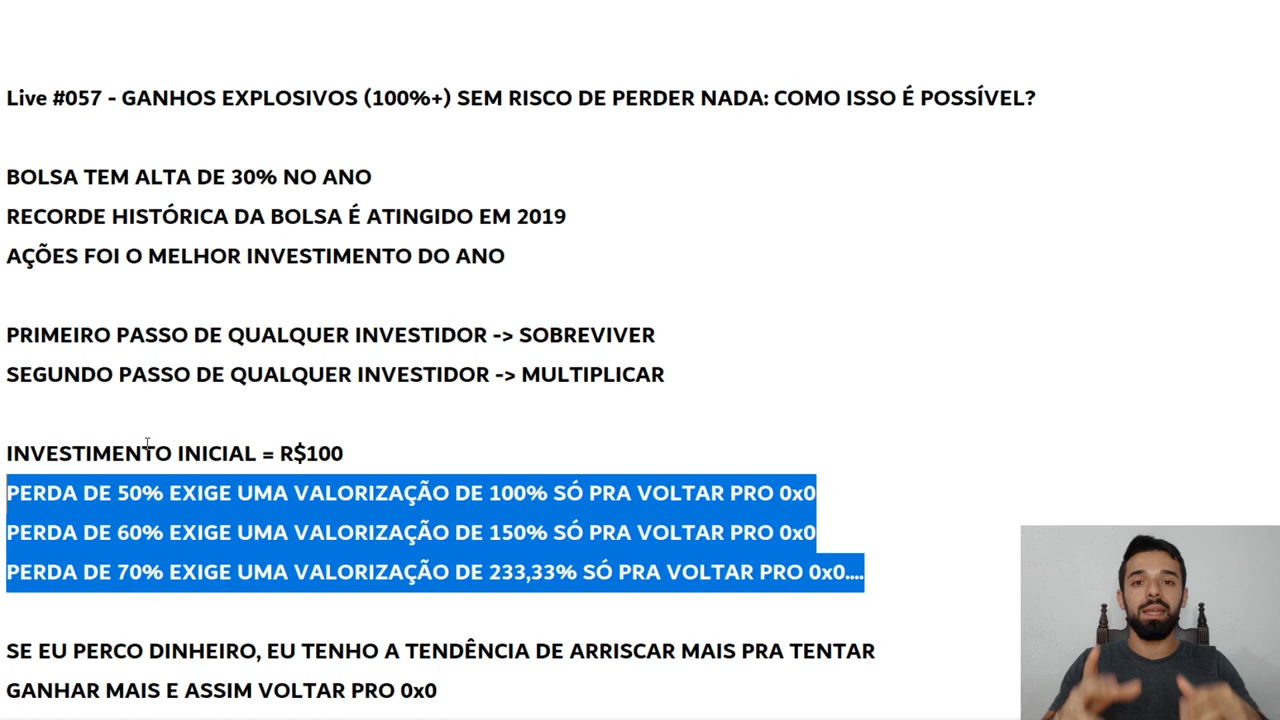 Live #057 - GANHOS EXPLOSIVOS (100%+) SEM RISCO DE PERDER NADA: COMO ISSO É POSSÍVEL?
BOLSA TEM ALTA DE 30% NO ANO
RECORDE HISTÓRICA DA BOLSA É ATINGIDO EM 2019
AÇÕES FOI O MELHOR INVESTIMENTO DO ANO
PRIMEIRO PASSO DE QUALQUER INVESTIDOR -> SOBREVIVER
SEGUNDO PASSO DE QUALQUER INVESTIDOR -> MULTIPLICAR
INVESTIMENTO INICIAL = R$100
PERDA DE 50% EXIGE UMA VALORIZAÇÃO DE 100% SÓ PRA VOLTAR PRO 0x0
PERDA DE 60% EXIGE UMA VALORIZAÇÃO DE 150% SÓ PRA VOLTAR PRO 0x0
PERDA DE 70% EXIGE UMA VALORIZAÇÃO DE 233,33% SÓ PRA VOLTAR PRO 0x0....
SE EU PERCO DINHEIRO, EU TENHO A TENDÊNCIA DE ARRISCAR MAIS PRA TENTAR
GANHAR MAIS E ASSIM VOLTAR PRO 0x0